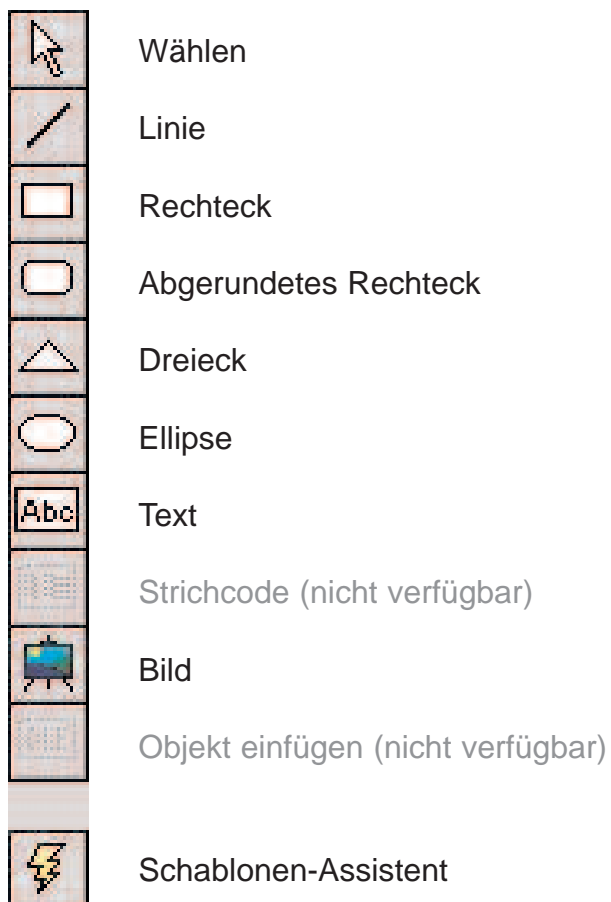 Wählen
Linie
Rechteck
Abgerundetes Rechteck
Dreieck
Ellipse
Abc
Text
Strichcode (nicht verfügbar)
Bild
Objekt einfügen (nicht verfügbar)
Schablonen-Assistent